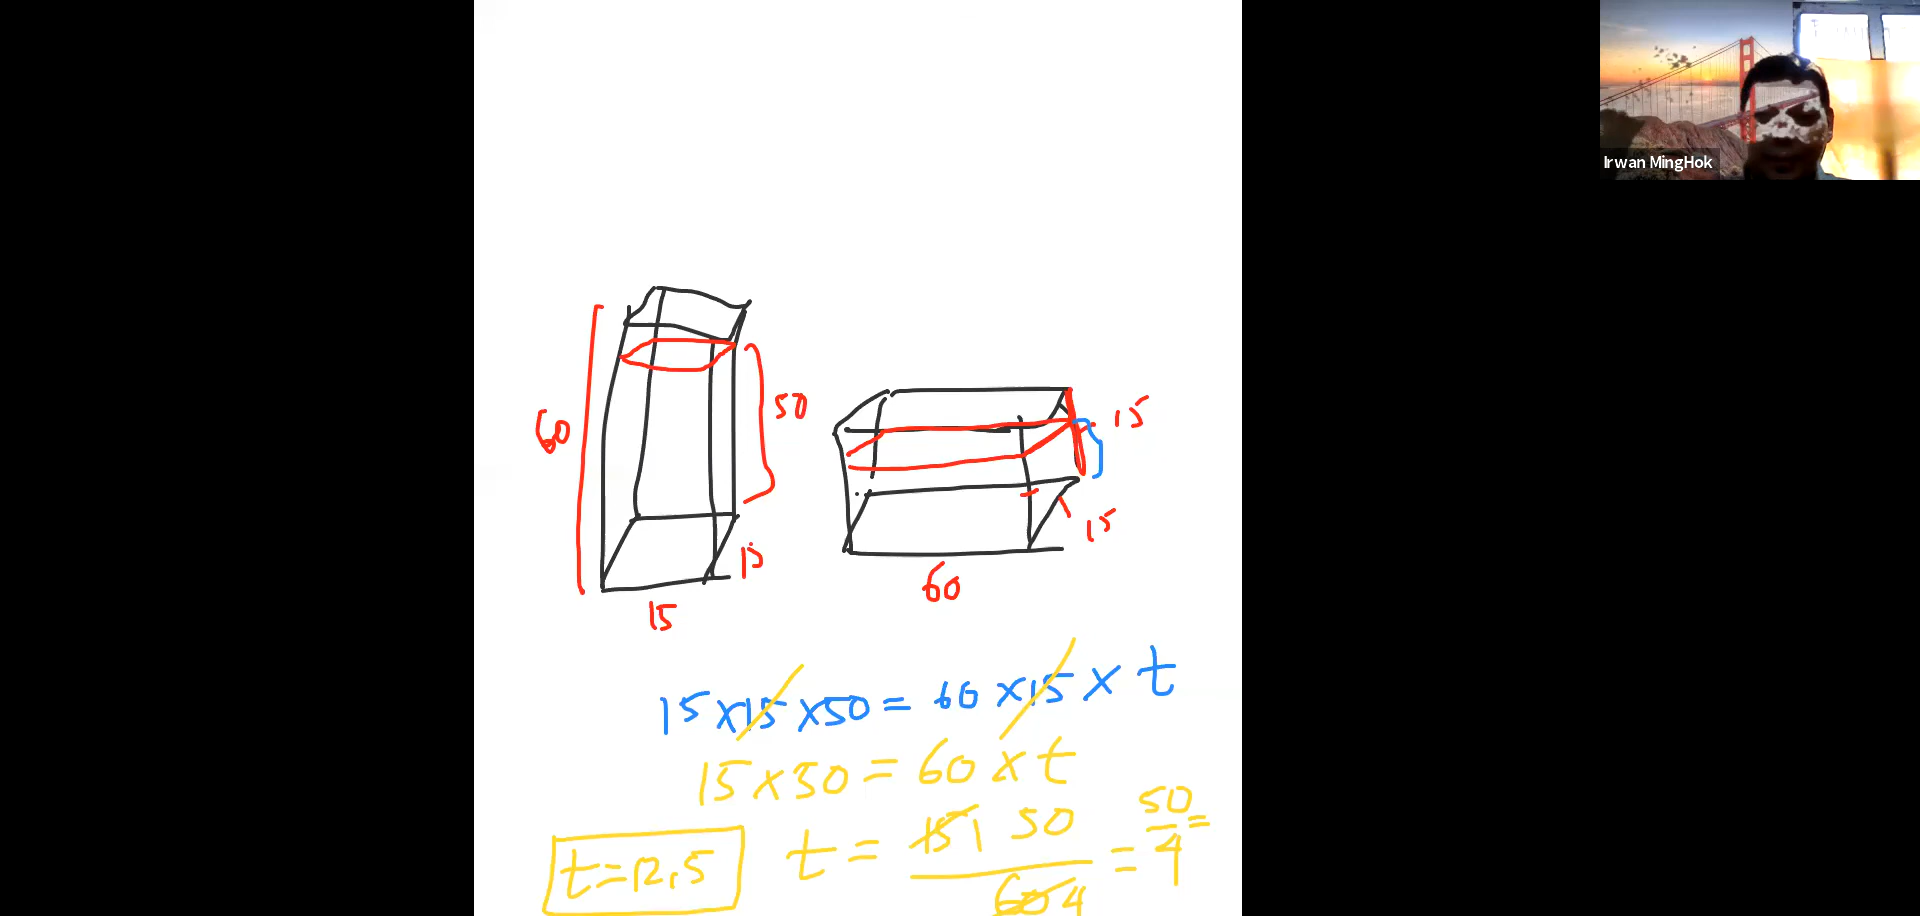 Irwan MingHok
60
50
15
15
15
15
60
15 x 15 x 50 = 60 x 15 x t
15 x 50 = 60 x t
t = 15 1 50 / 60 4 = 50 / 4 =
t = 12,5